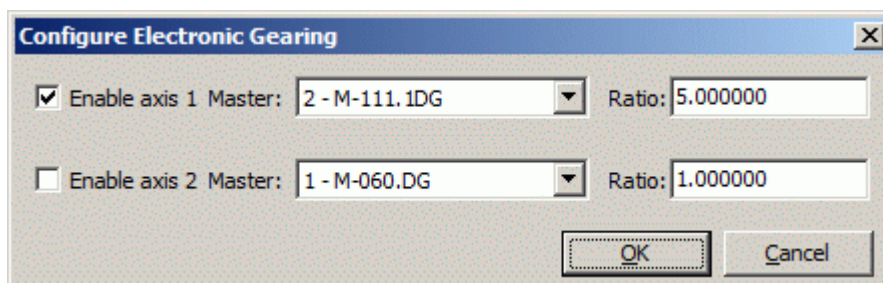 Configure Electronic Gearing
Enable axis 1 Master: 2 - M-111.1DG Ratio: 5.000000
Enable axis 2 Master: 1 - M-060.DG Ratio: 1.000000
OK Cancel